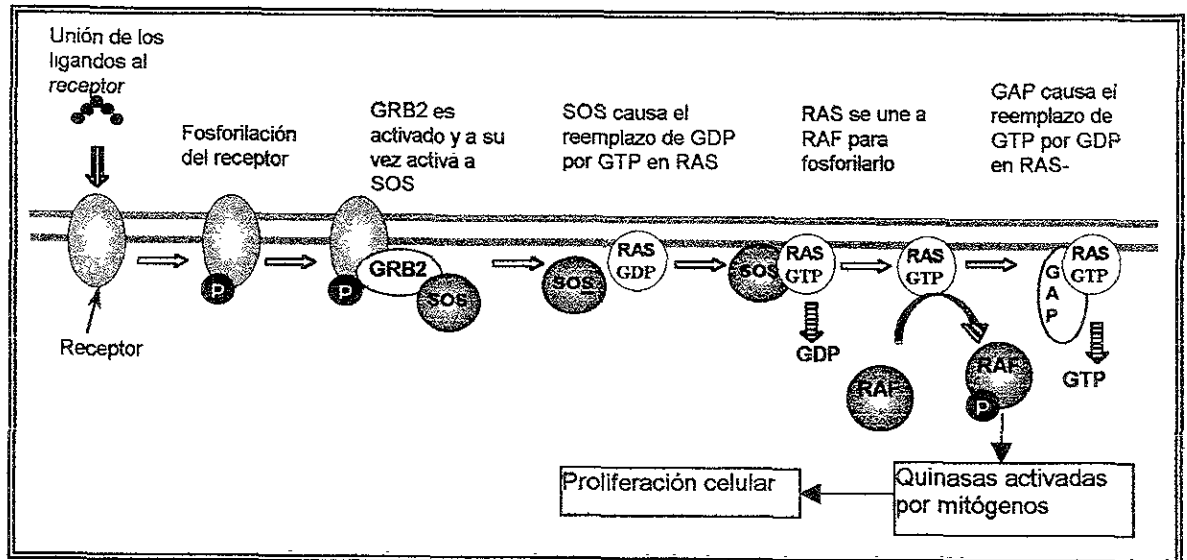 Unión de los
ligandos al
receptor
Fosforilación
del receptor
GRB2 es
activado y a su
vez activa a
SOS
SOS causa el
reemplazo de GDP
por GTP en RAS
RAS se une a
RAF para
fosforilarlo
GAP causa el
reemplazo de
GTP por GDP
en RAS-
P
P
GRB2
SOS
SOS
RAS
GDP
SOS
RAS
GTP
GDP
RAS
GTP
RAF
RAF
P
GAP
RAS
GTP
GTP
Receptor
Proliferación celular
Quinasas activadas
por mitógenos